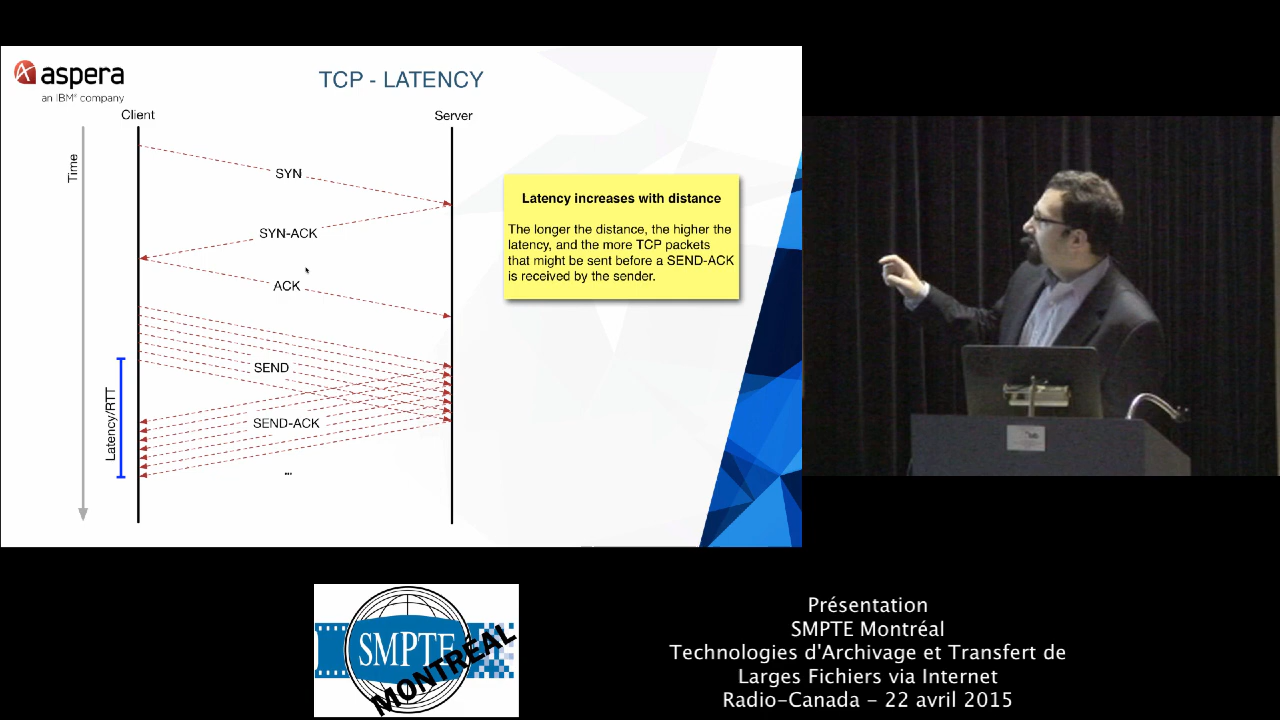 aspera
an IBM® company
TCP - LATENCY
Client
Server
Time
SYN
SYN-ACK
ACK
SEND
SEND-ACK
...
Latency/RTT
Latency increases with distance
The longer the distance, the higher the
latency, and the more TCP packets
that might be sent before a SEND-ACK
is received by the sender.
SMPTE
MONTRÉAL
Présentation
SMPTE Montréal
Technologies d'Archivage et Transfert de
Larges Fichiers via Internet
Radio-Canada - 22 avril 2015